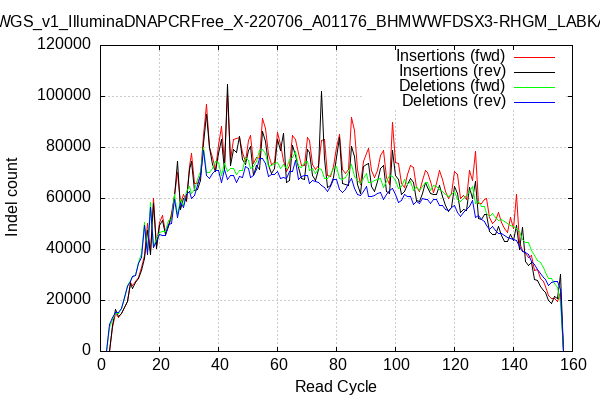 WGS_v1_IlluminaDNAPCRFree_X-220706_A01176_BHMWWFDSX3-RHGM_LABKA
120000
100000
80000
60000
40000
20000
0
Indel count
Insertions (fwd)
Insertions (rev)
Deletions (fwd)
Deletions (rev)
0 20 40 60 80 100 120 140 160
Read Cycle